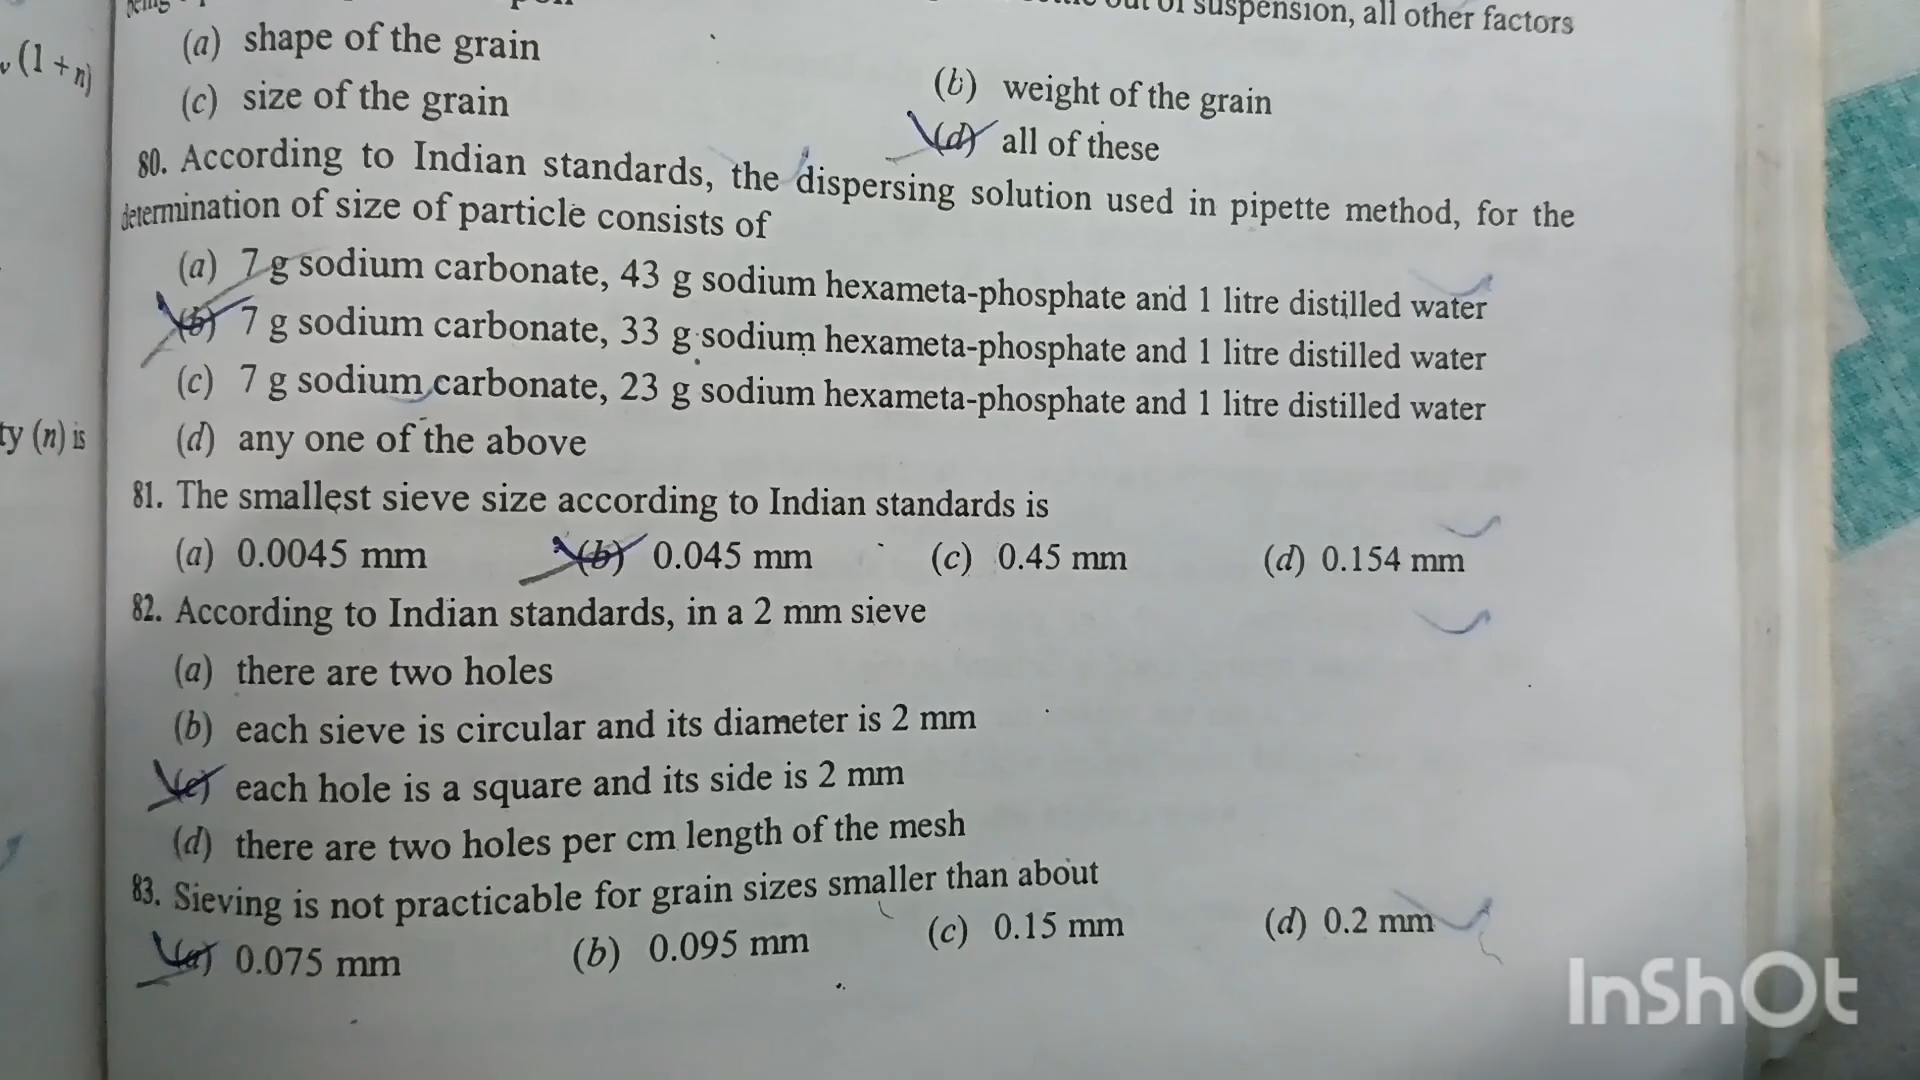 being
suspension, all other factors
(a) shape of the grain
(b) weight of the grain
(c) size of the grain
(d) all of these
80. According to Indian standards, the dispersing solution used in pipette method, for the
determination of size of particle consists of
(a) 7 g sodium carbonate, 43 g sodium hexameta-phosphate and 1 litre distilled water
(b) 7 g sodium carbonate, 33 g sodium hexameta-phosphate and 1 litre distilled water
(c) 7 g sodium carbonate, 23 g sodium hexameta-phosphate and 1 litre distilled water
(d) any one of the above
81. The smallest sieve size according to Indian standards is
(a) 0.0045 mm (b) 0.045 mm (c) 0.45 mm (d) 0.154 mm
82. According to Indian standards, in a 2 mm sieve
(a) there are two holes
(b) each sieve is circular and its diameter is 2 mm
(c) each hole is a square and its side is 2 mm
(d) there are two holes per cm length of the mesh
83. Sieving is not practicable for grain sizes smaller than about
(a) 0.075 mm (b) 0.095 mm (c) 0.15 mm (d) 0.2 mm
(1 + n)
ty (n) is
InShOt